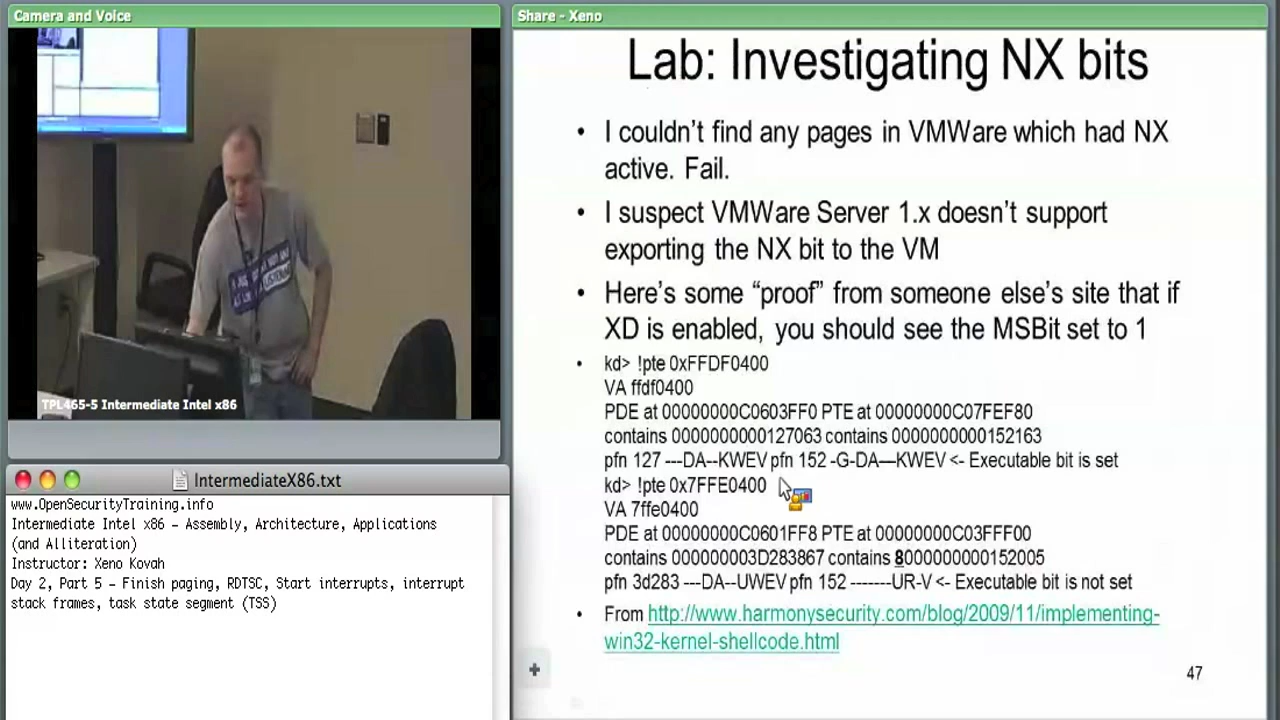 Camera and Voice
TPL465-5 Intermediate Intel x86
IntermediateX86.txt
www.OpenSecurityTraining.info
Intermediate Intel x86 – Assembly, Architecture, Applications
(and Alliteration)
Instructor: Xeno Kovah
Day 2, Part 5 – Finish paging, RDTSC, Start interrupts, interrupt
stack frames, task state segment (TSS)
Share - Xeno
Lab: Investigating NX bits
• I couldn't find any pages in VMWare which had NX
active. Fail.
• I suspect VMWare Server 1.x doesn't support
exporting the NX bit to the VM
• Here's some “proof” from someone else's site that if
XD is enabled, you should see the MSBit set to 1
• kd> !pte 0xFFDF0400
VA ffdf0400
PDE at 00000000C0603FF0 PTE at 00000000C07FEF80
contains 0000000000127063 contains 0000000000152163
pfn 127 ---DA--KWEV pfn 152 -G-DA—KWEV <- Executable bit is set
kd> !pte 0x7FFE0400
VA 7ffe0400
PDE at 00000000C0601FF8 PTE at 00000000C03FFF00
contains 000000003D283867 contains 8000000000152005
pfn 3d283 ---DA--UWEV pfn 152 -------UR-V <- Executable bit is not set
• From http://www.harmonysecurity.com/blog/2009/11/implementing-
win32-kernel-shellcode.html
47